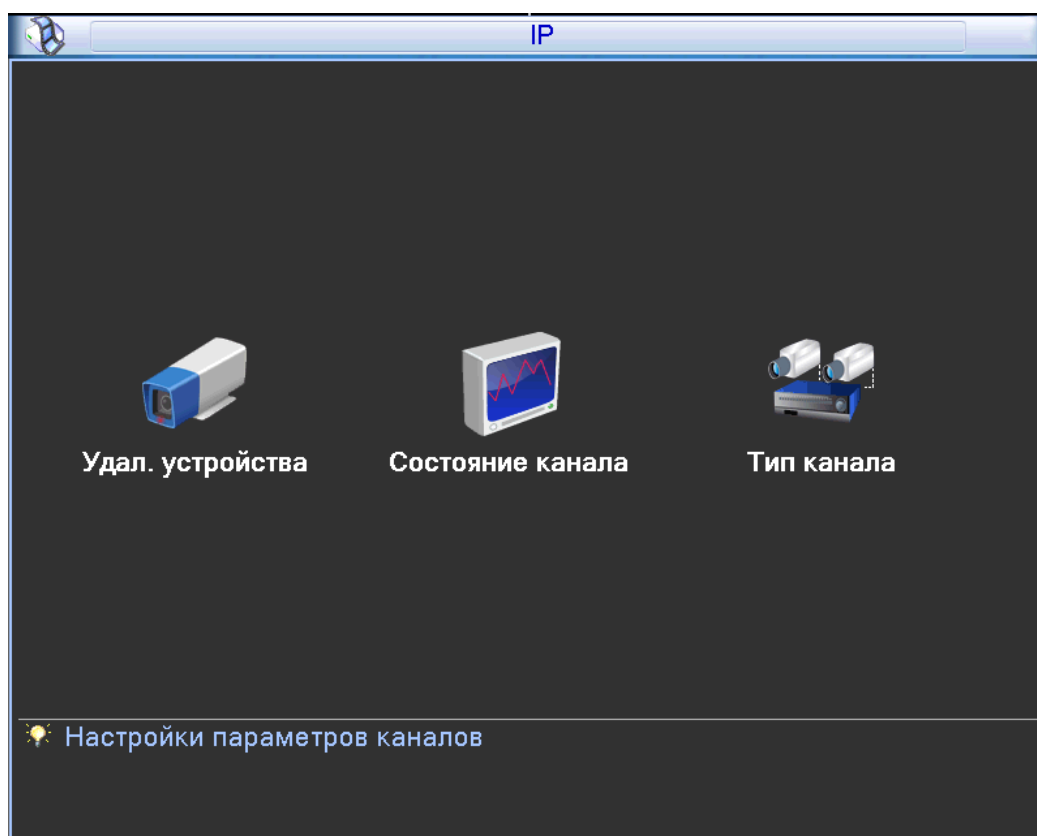 IP
Удал. устройства
Состояние канала
Тип канала
Настройки параметров каналов